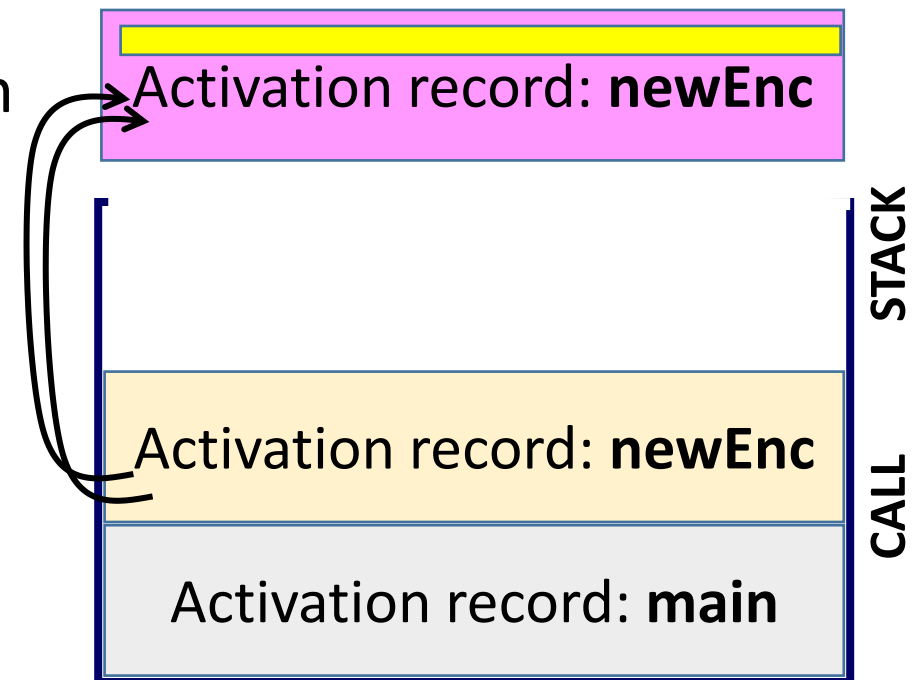 n
Activation record: newEnc
STACK
Activation record: newEnc
CALL
Activation record: main